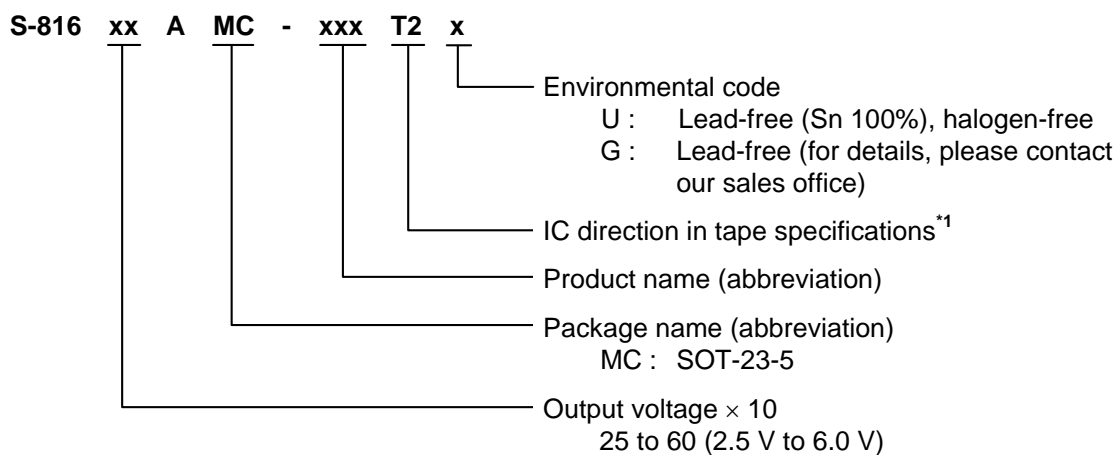 S-816 xx A MC - xxx T2 x
Environmental code
U : Lead-free (Sn 100%), halogen-free
G : Lead-free (for details, please contact
our sales office)
IC direction in tape specifications*1
Product name (abbreviation)
Package name (abbreviation)
MC : SOT-23-5
Output voltage × 10
25 to 60 (2.5 V to 6.0 V)